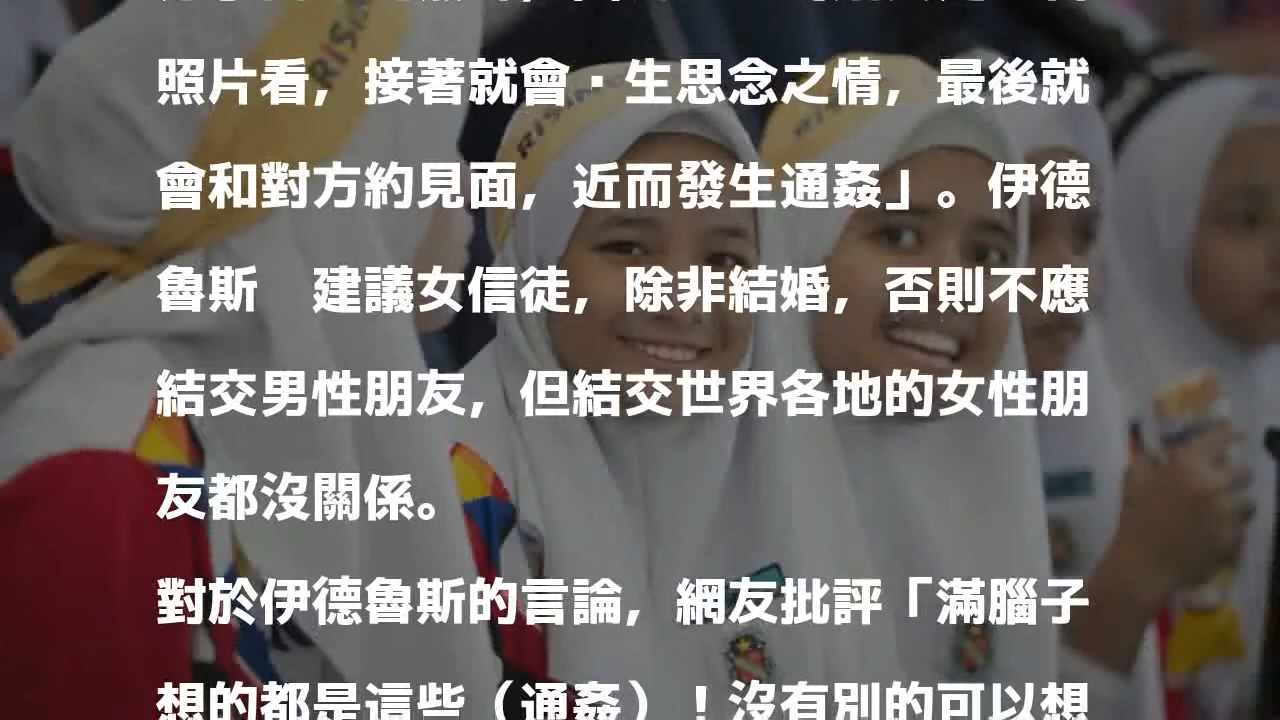 照片看，接著就會·生思念之情，最後就
會和對方約見面，近而發生通姦」。伊德
魯斯　建議女信徒，除非結婚，否則不應
結交男性朋友，但結交世界各地的女性朋
友都沒關係。
對於伊德魯斯的言論，網友批評「滿腦子
想的都是這些（通姦）！沒有別的可以想
RISIN
RISIN